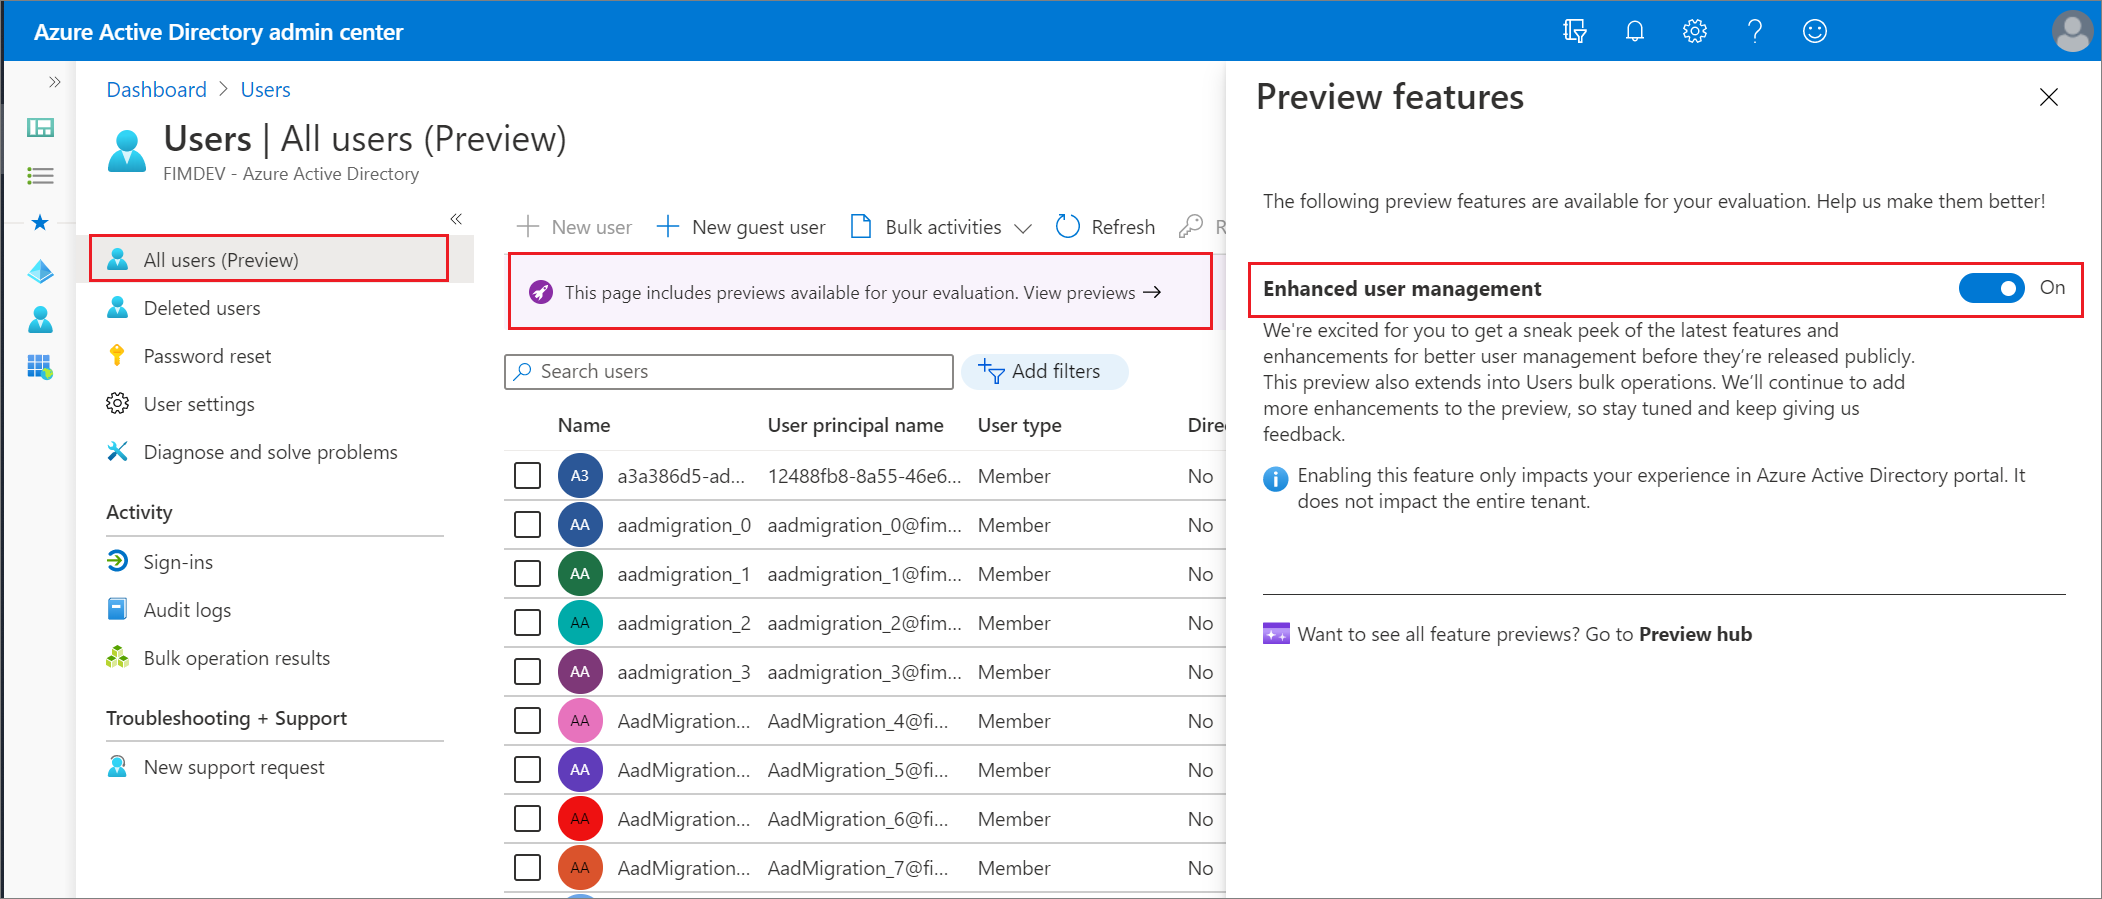 Azure Active Directory admin center
Dashboard > Users
Users | All users (Preview)
FIMDEV - Azure Active Directory
All users (Preview)
Deleted users
Password reset
User settings
Diagnose and solve problems
Activity
Sign-ins
Audit logs
Bulk operation results
Troubleshooting + Support
New support request
New user New guest user Bulk activities Refresh R
This page includes previews available for your evaluation. View previews →
Search users Add filters
Name User principal name User type Dire
A3 a3a386d5-ad... 12488fb8-8a55-46e6... Member No
AA aadmigration_0 aadmigration_0@fim... Member No
AA aadmigration_1 aadmigration_1@fim... Member No
AA aadmigration_2 aadmigration_2@fim... Member No
AA aadmigration_3 aadmigration_3@fim... Member No
AA AadMigration... AadMigration_4@fi... Member No
AA AadMigration... AadMigration_5@fi... Member No
AA AadMigration... AadMigration_6@fi... Member No
AA AadMigration... AadMigration_7@fi... Member No
Preview features
The following preview features are available for your evaluation. Help us make them better!
Enhanced user management On
We're excited for you to get a sneak peek of the latest features and
enhancements for better user management before they're released publicly.
This preview also extends into Users bulk operations. We'll continue to add
more enhancements to the preview, so stay tuned and keep giving us
feedback.
Enabling this feature only impacts your experience in Azure Active Directory portal. It
does not impact the entire tenant.
Want to see all feature previews? Go to Preview hub